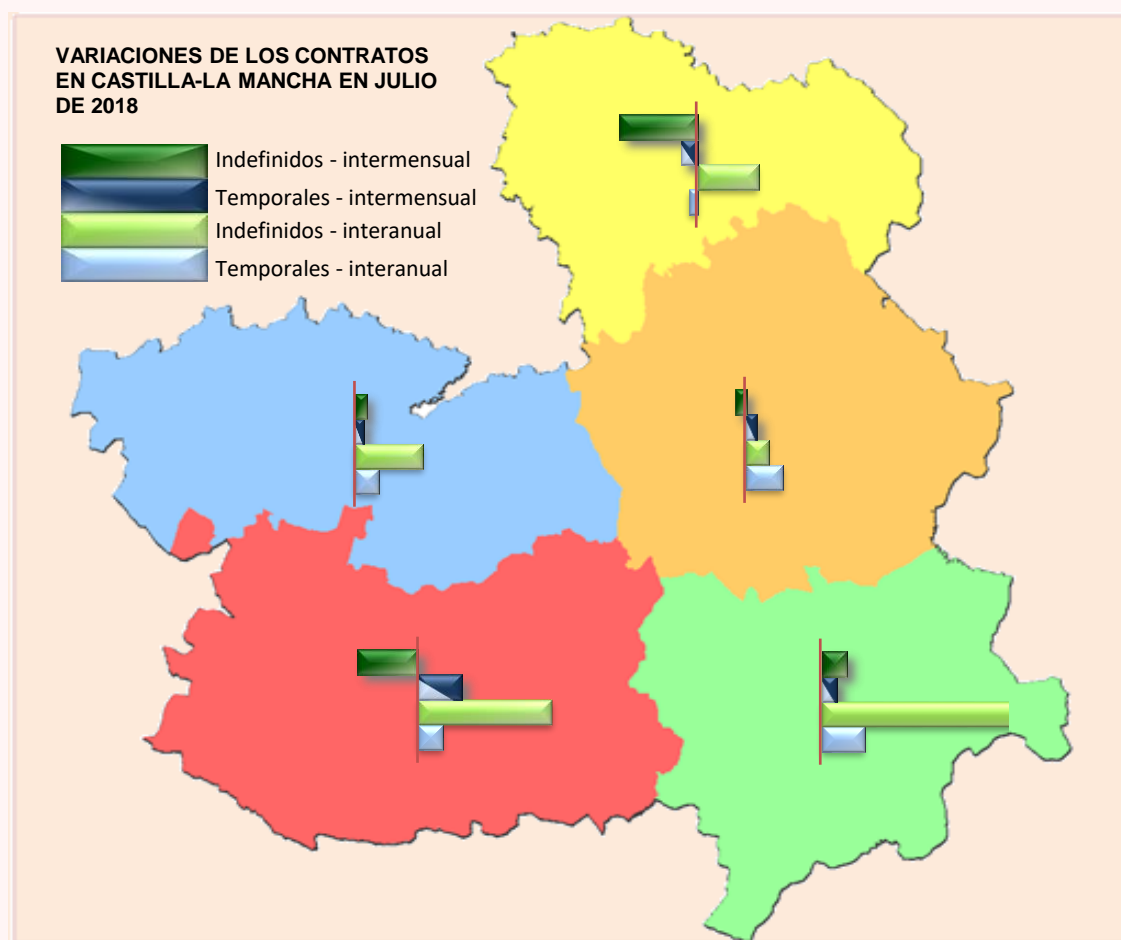 VARIACIONES DE LOS CONTRATOS
EN CASTILLA-LA MANCHA EN JULIO
DE 2018
Indefinidos - intermensual
Temporales - intermensual
Indefinidos - interanual
Temporales - interanual